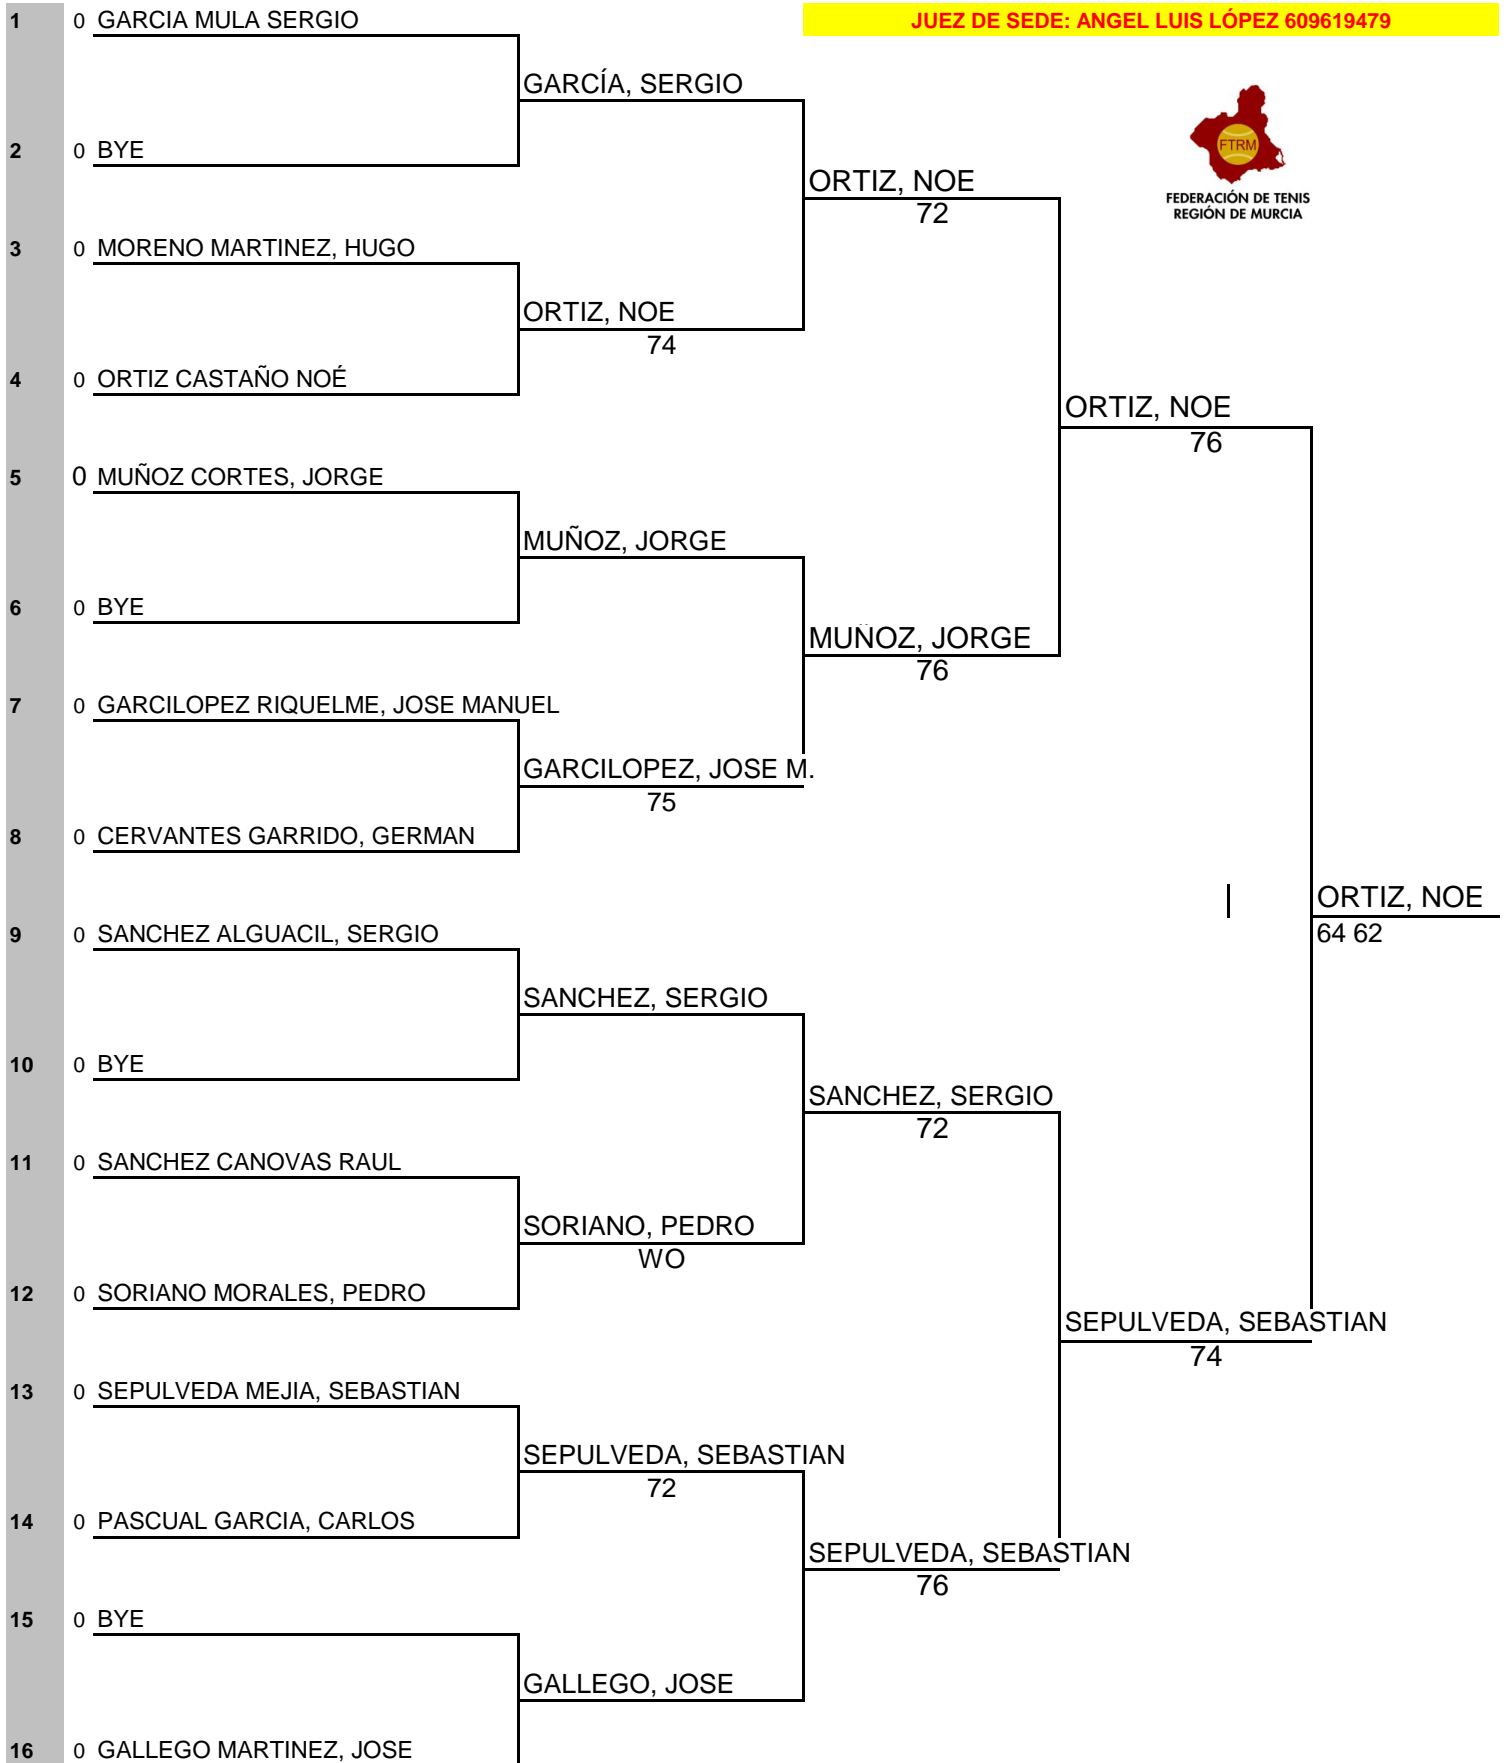 1 0 GARCIA MULA SERGIO
JUEZ DE SEDE: ANGEL LUIS LÓPEZ 609619479
GARCÍA, SERGIO
2 0 BYE
FTRM
FEDERACIÓN DE TENIS
REGIÓN DE MURCIA
ORTIZ, NOE
72
3 0 MORENO MARTINEZ, HUGO
ORTIZ, NOE
74
4 0 ORTIZ CASTAÑO NOÉ
ORTIZ, NOE
76
5 0 MUÑOZ CORTES, JORGE
MUÑOZ, JORGE
6 0 BYE
MUÑOZ, JORGE
76
7 0 GARCILOPEZ RIQUELME, JOSE MANUEL
GARCILOPEZ, JOSE M.
75
8 0 CERVANTES GARRIDO, GERMAN
ORTIZ, NOE
64 62
9 0 SANCHEZ ALGUACIL, SERGIO
SANCHEZ, SERGIO
10 0 BYE
SANCHEZ, SERGIO
72
11 0 SANCHEZ CANOVAS RAUL
SORIANO, PEDRO
WO
12 0 SORIANO MORALES, PEDRO
SEPULVEDA, SEBASTIAN
74
13 0 SEPULVEDA MEJIA, SEBASTIAN
SEPULVEDA, SEBASTIAN
72
14 0 PASCUAL GARCIA, CARLOS
SEPULVEDA, SEBASTIAN
76
15 0 BYE
GALLEGO, JOSE
16 0 GALLEGO MARTINEZ, JOSE